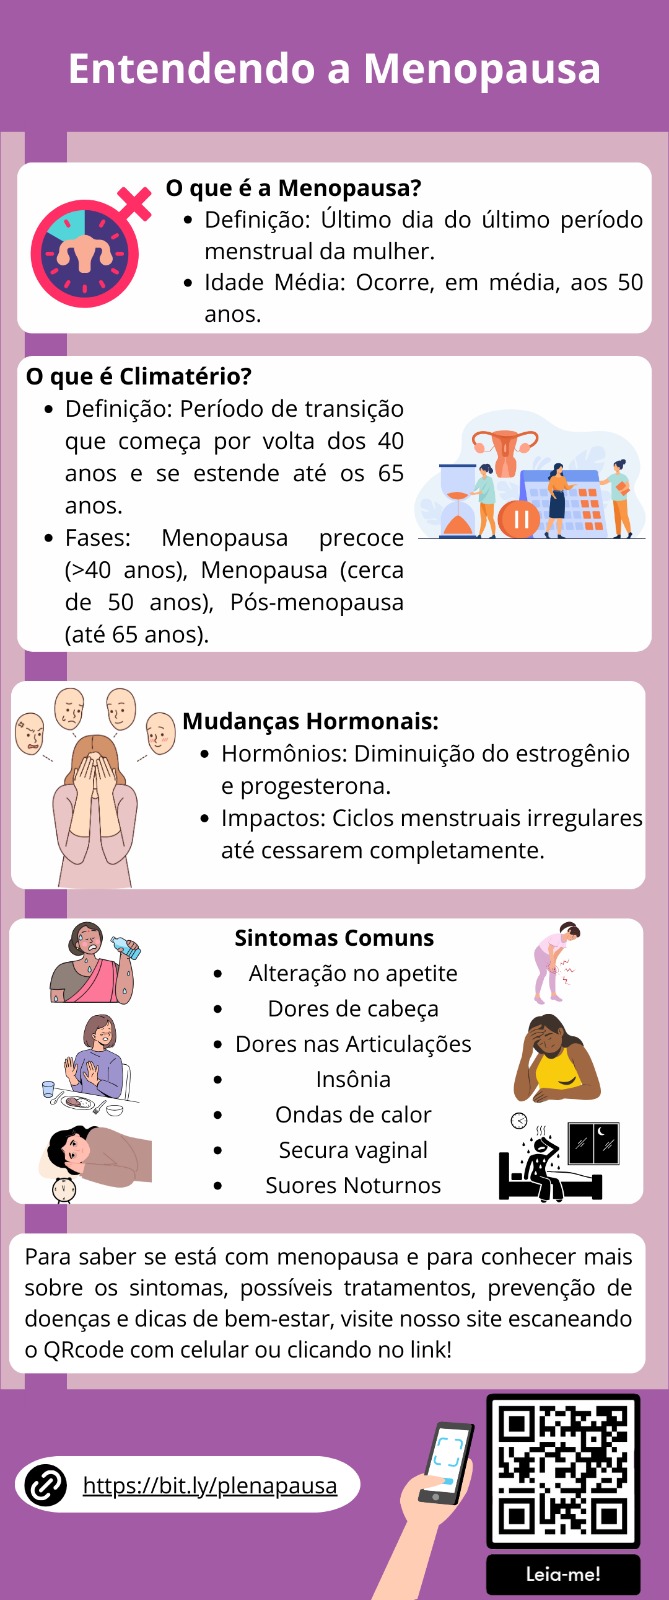 Entendendo a Menopausa
O que é a Menopausa?
• Definição: Último dia do último período
menstrual da mulher.
• Idade Média: Ocorre, em média, aos 50
anos.
O que é Climatério?
• Definição: Período de transição
que começa por volta dos 40
anos e se estende até os 65
anos.
• Fases: Menopausa precoce
(>40 anos), Menopausa (cerca
de 50 anos), Pós-menopausa
(até 65 anos).
Mudanças Hormonais:
• Hormônios: Diminuição do estrogênio
e progesterona.
• Impactos: Ciclos menstruais irregulares
até cessarem completamente.
Sintomas Comuns
• Alteração no apetite
• Dores de cabeça
• Dores nas Articulações
• Insônia
• Ondas de calor
• Secura vaginal
• Suores Noturnos
Para saber se está com menopausa e para conhecer mais
sobre os sintomas, possíveis tratamentos, prevenção de
doenças e dicas de bem-estar, visite nosso site escaneando
o QRcode com celular ou clicando no link!
https://bit.ly/plenapausa
Leia-me!